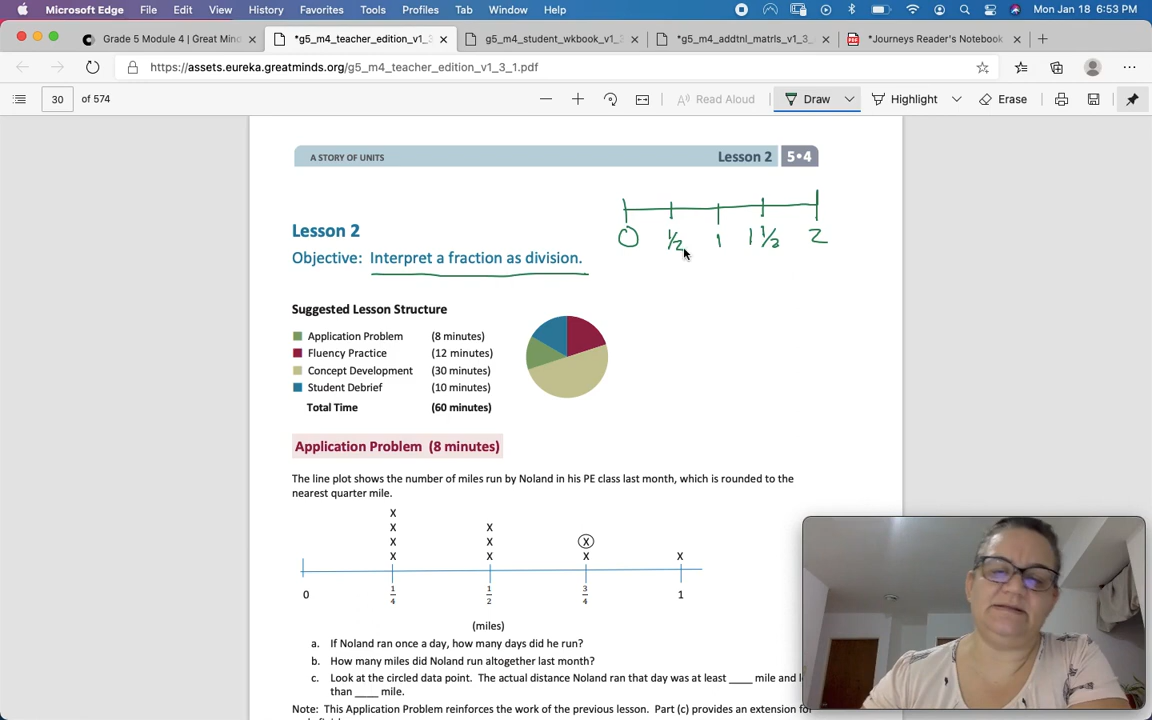 Microsoft Edge File Edit View History Favorites Tools Profiles Tab Window Help Mon Jan 18 6:53 PM
Grade 5 Module 4 | Great Min
*g5_m4_teacher_edition_v1_3
g5_m4_student_wkbook_v1_3
*g5_m4_addtnl_matrls_v1_3_
*Journeys Reader's Notebook
https://assets.eureka.greatminds.org/g5_m4_teacher_edition_v1_3_1.pdf
30 of 574 Read Aloud Draw Highlight Erase
A STORY OF UNITS Lesson 2 5•4
0 1/2 1 1 1/2 2
Lesson 2
Objective: Interpret a fraction as division.
Suggested Lesson Structure
Application Problem (8 minutes)
Fluency Practice (12 minutes)
Concept Development (30 minutes)
Student Debrief (10 minutes)
Total Time (60 minutes)
Application Problem (8 minutes)
The line plot shows the number of miles run by Noland in his PE class last month, which is rounded to the
nearest quarter mile.
X
X X
X X X
X X X X
0 1/4 1/2 3/4 1
(miles)
a. If Noland ran once a day, how many days did he run?
b. How many miles did Noland run altogether last month?
c. Look at the circled data point. The actual distance Noland ran that day was at least ____ mile and
than ____ mile.
Note: This Application Problem reinforces the work of the previous lesson. Part (c) provides an extension